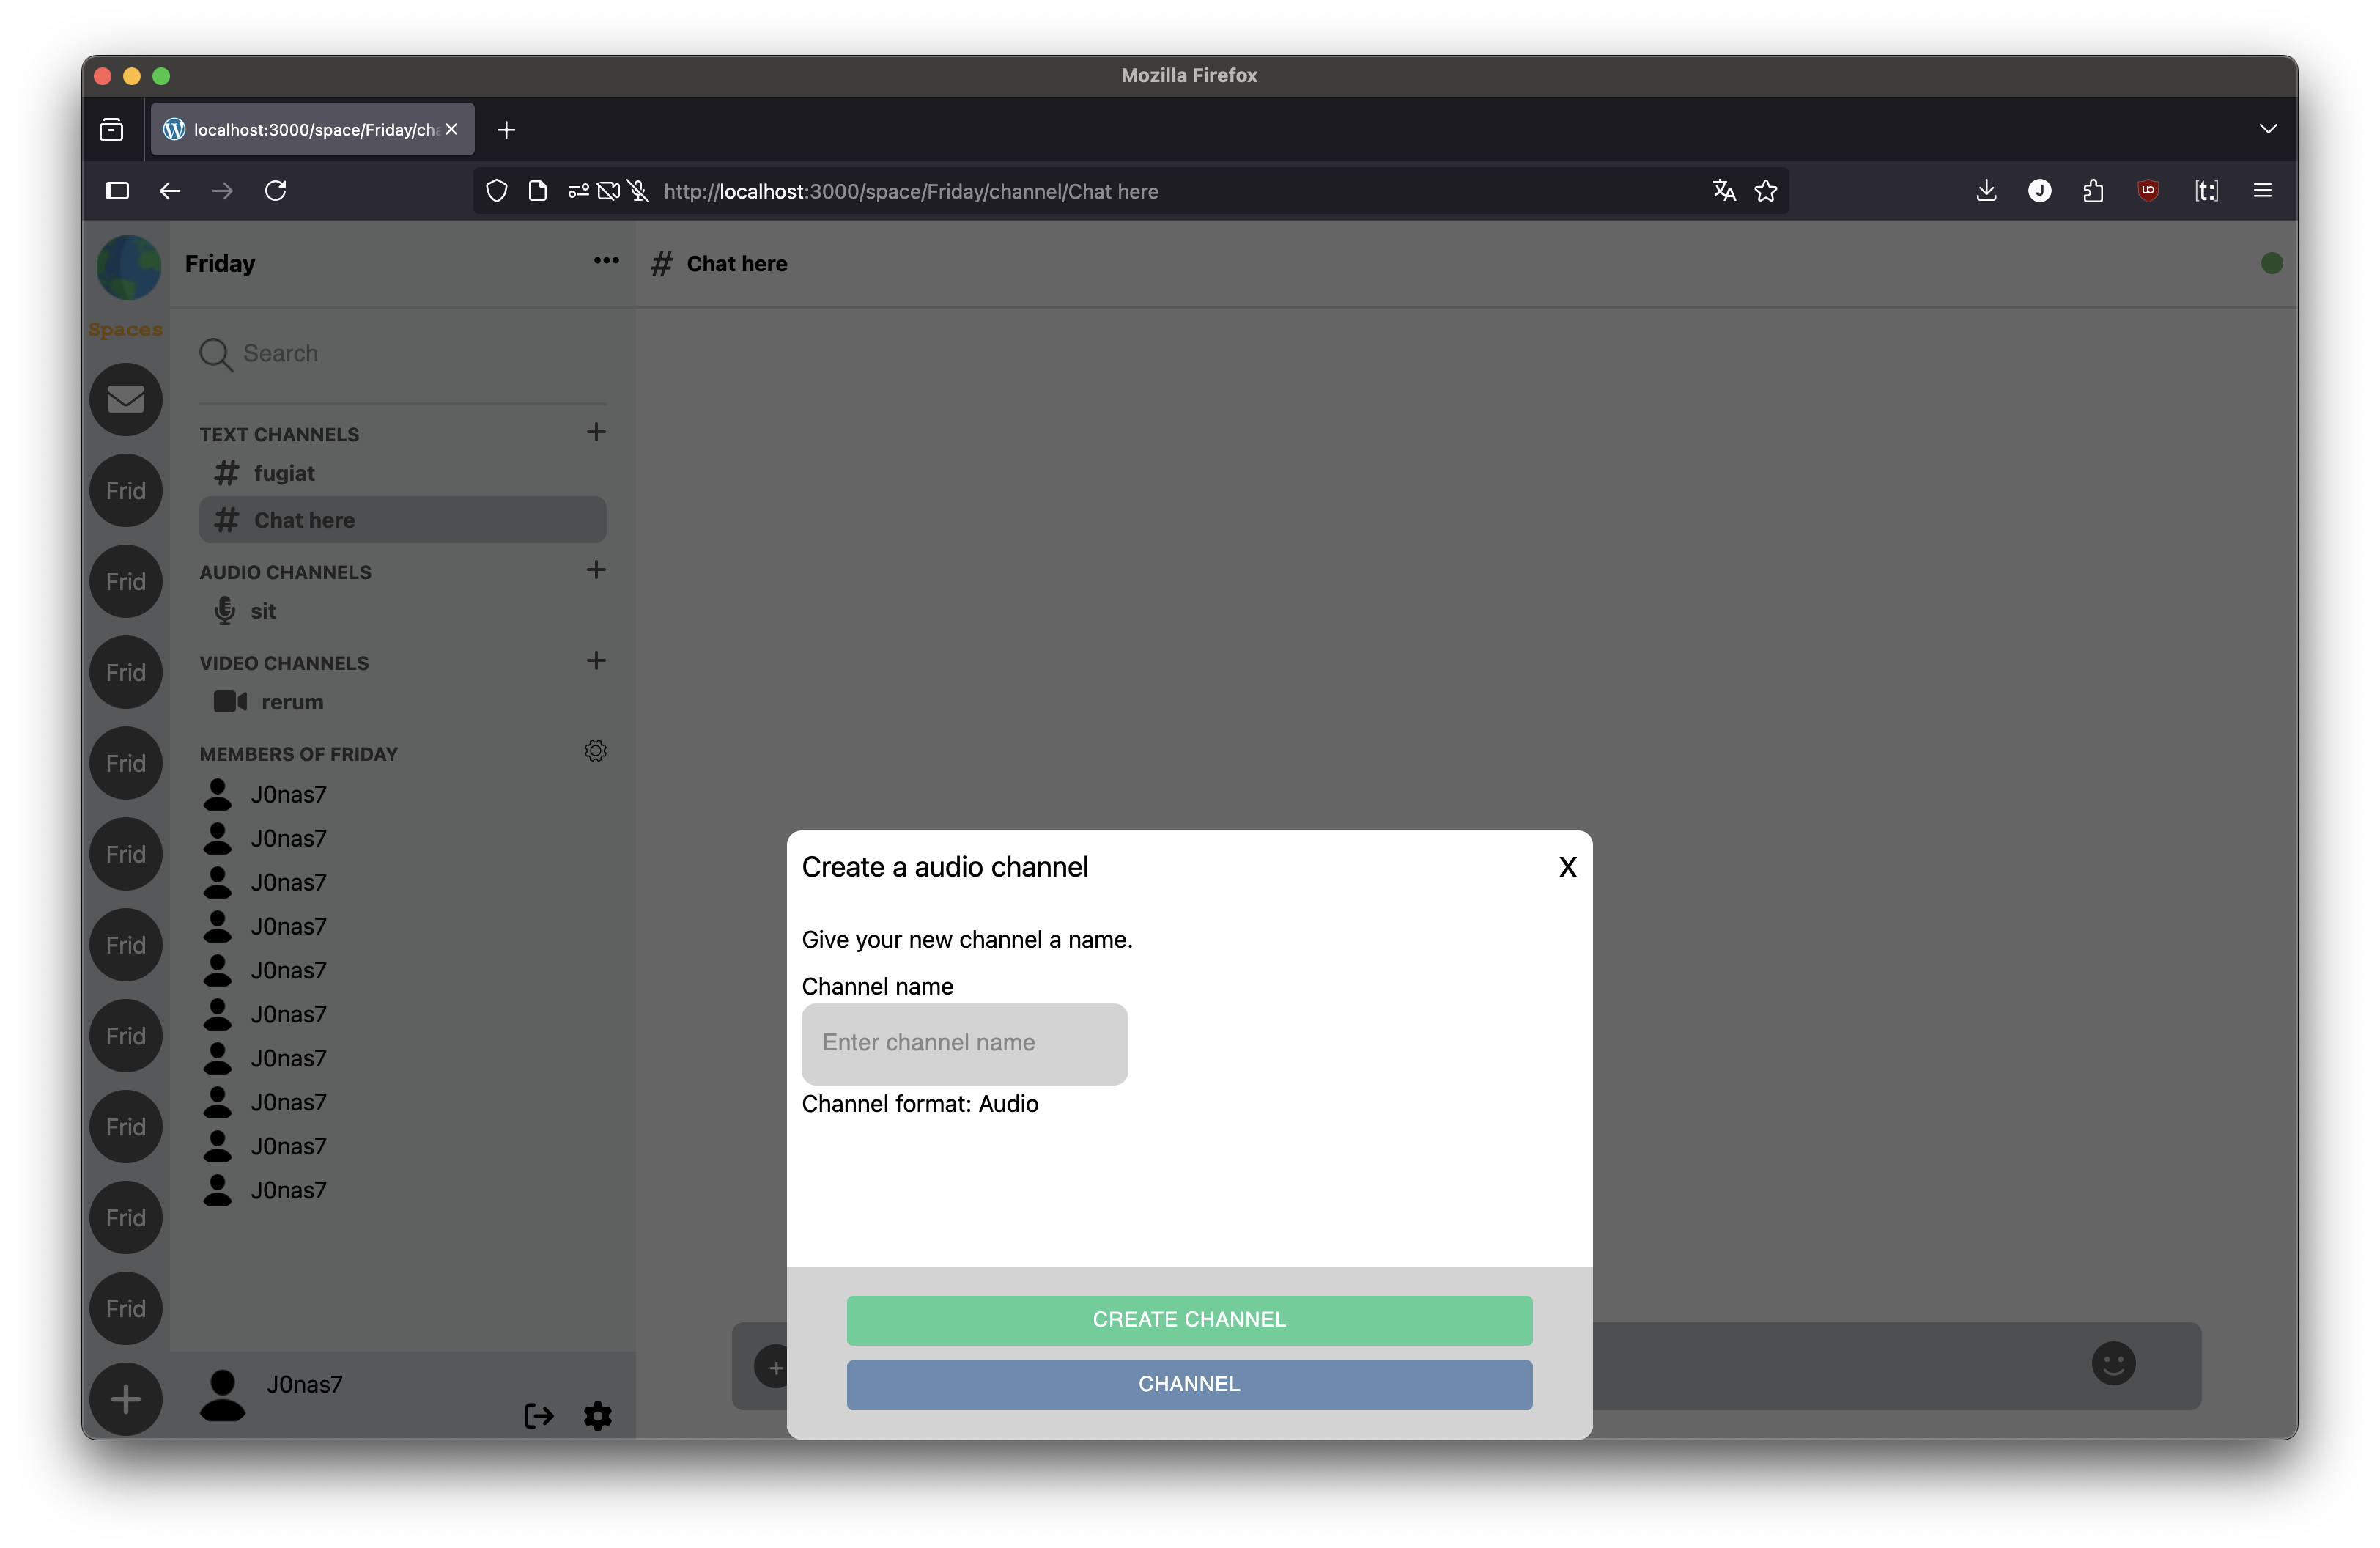 Mozilla Firefox
localhost:3000/space/Friday/cha
http://localhost:3000/space/Friday/channel/Chat here
J
UD
[t:]
Friday
# Chat here
Spaces
Search
TEXT CHANNELS
# fugiat
# Chat here
AUDIO CHANNELS
sit
VIDEO CHANNELS
rerum
MEMBERS OF FRIDAY
J0nas7
J0nas7
J0nas7
J0nas7
J0nas7
J0nas7
J0nas7
J0nas7
J0nas7
J0nas7
Frid
Frid
Frid
Frid
Frid
Frid
Frid
Frid
Frid
Frid
J0nas7
Create a audio channel
X
Give your new channel a name.
Channel name
Enter channel name
Channel format: Audio
CREATE CHANNEL
CHANNEL